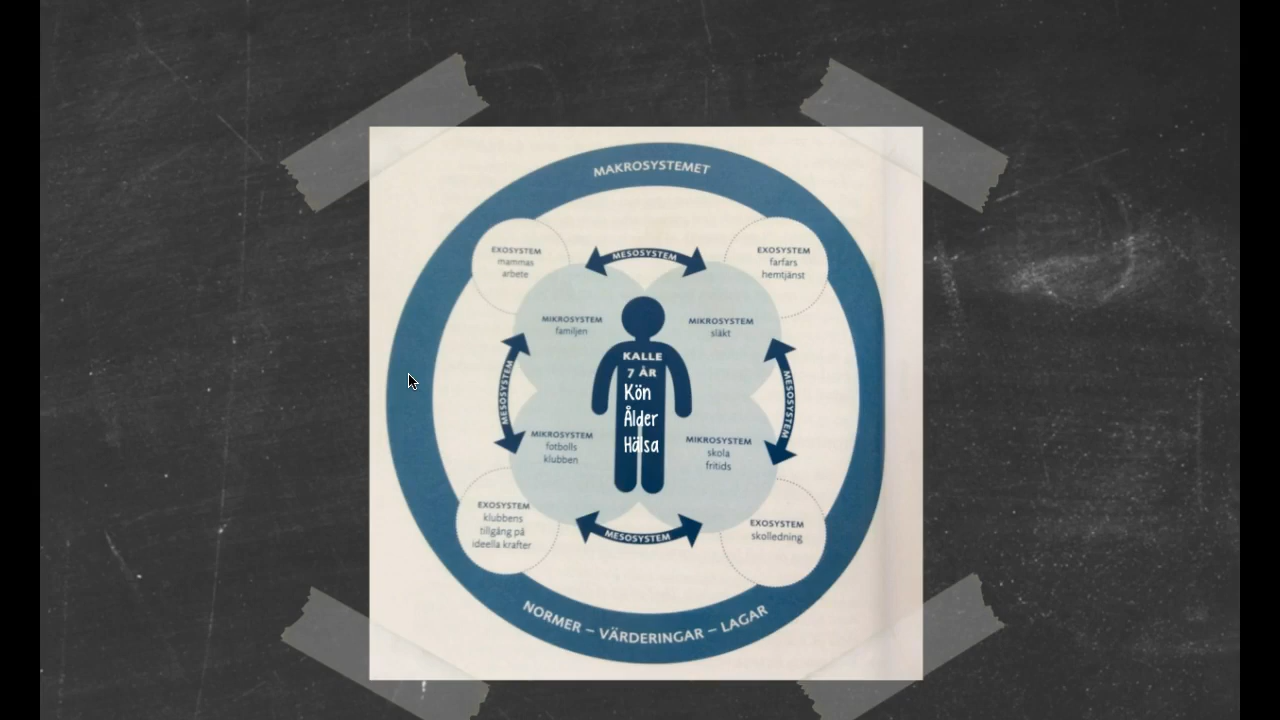 MAKROSYSTEMET
EXOSYSTEM
mammas
arbete
MESOSYSTEM
EXOSYSTEM
farfars
hemtjänst
MIKROSYSTEM
familjen
MIKROSYSTEM
släkt
KALLE
7 ÅR
Kön
Ålder
Hälsa
MESOSYSTEM
MESOSYSTEM
MIKROSYSTEM
fotbolls
klubben
MIKROSYSTEM
skola
fritids
EXOSYSTEM
klubbens
tillgång på
ideella krafter
MESOSYSTEM
EXOSYSTEM
skolledning
NORMER – VÄRDERINGAR – LAGAR